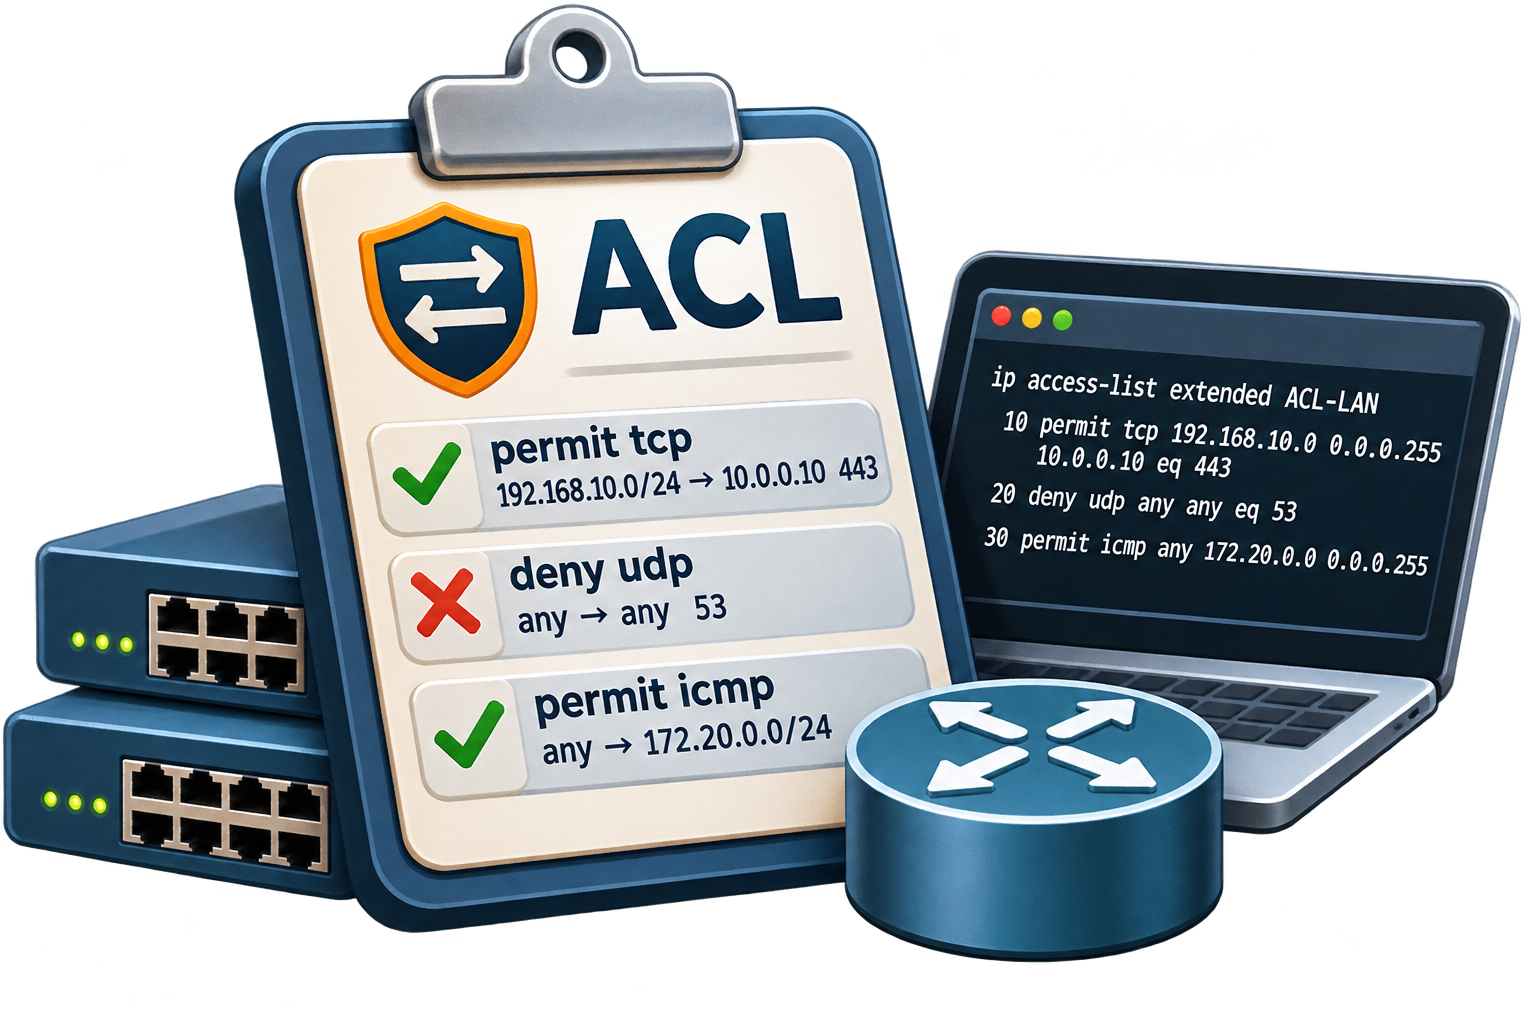 ACL
permit tcp
192.168.10.0/24 → 10.0.0.10 443
deny udp
any → any 53
permit icmp
any → 172.20.0.0/24
ip access-list extended ACL-LAN
10 permit tcp 192.168.10.0 0.0.0.255
10.0.0.10 eq 443
20 deny udp any any eq 53
30 permit icmp any 172.20.0.0 0.0.0.255